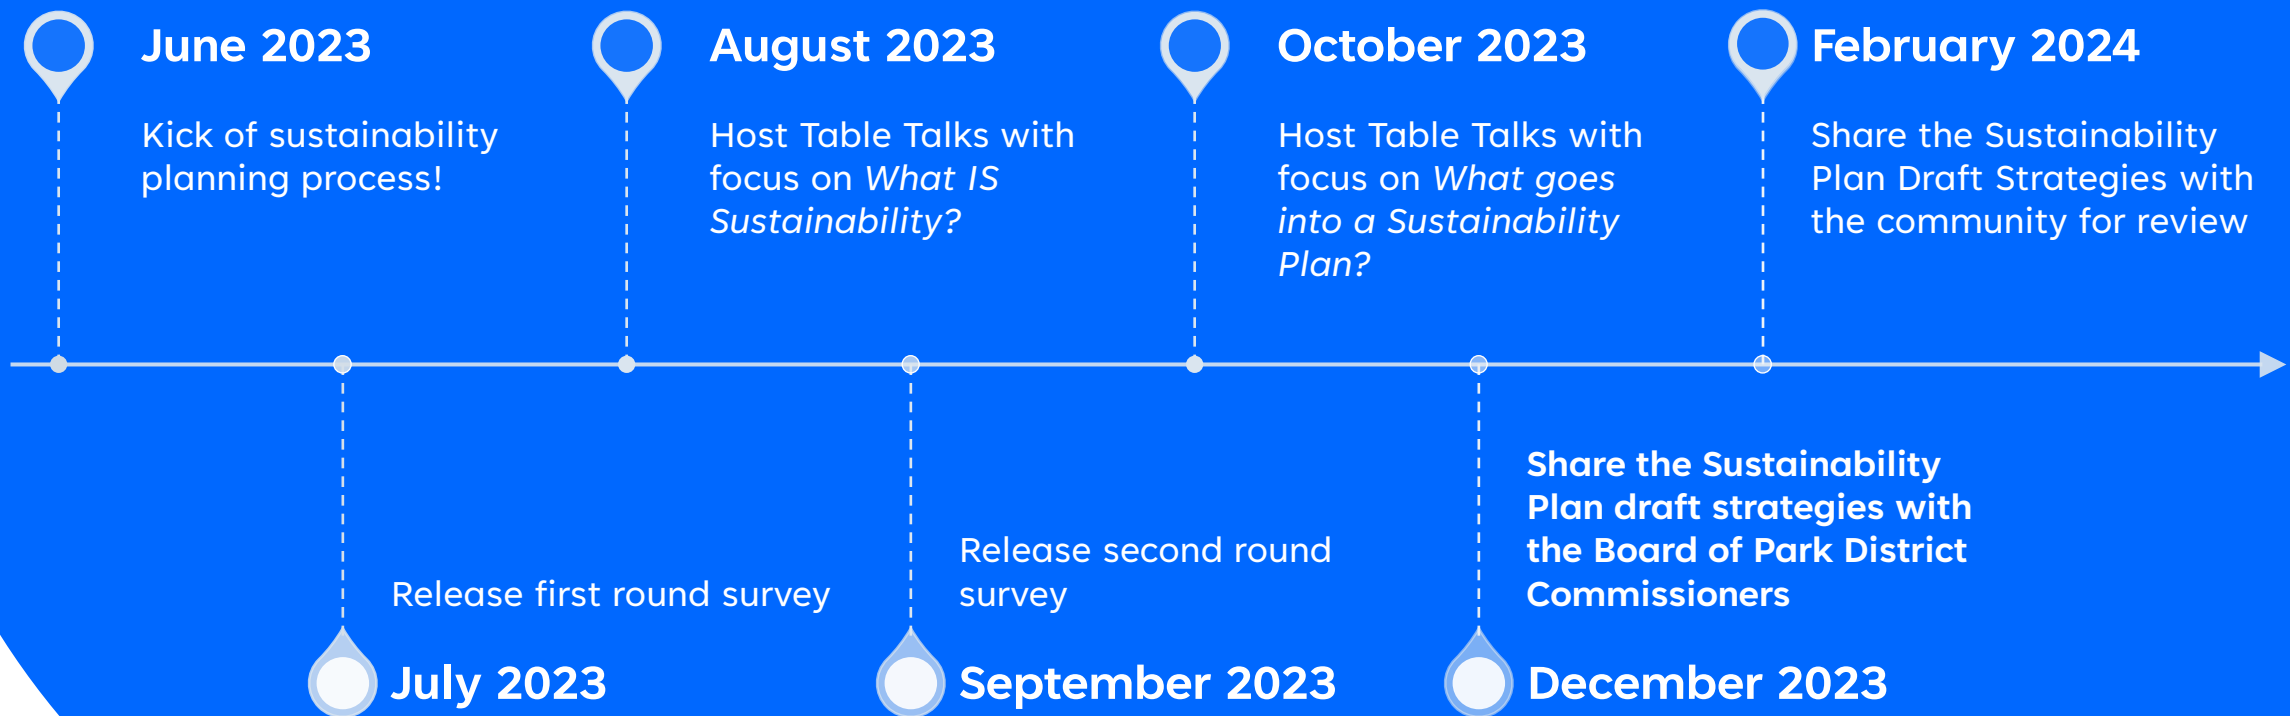 June 2023
Kick of sustainability
planning process!
August 2023
Host Table Talks with
focus on What IS
Sustainability?
October 2023
Host Table Talks with
focus on What goes
into a Sustainability
Plan?
February 2024
Share the Sustainability
Plan Draft Strategies with
the community for review
Release first round survey
July 2023
Release second round
survey
September 2023
Share the Sustainability
Plan draft strategies with
the Board of Park District
Commissioners
December 2023